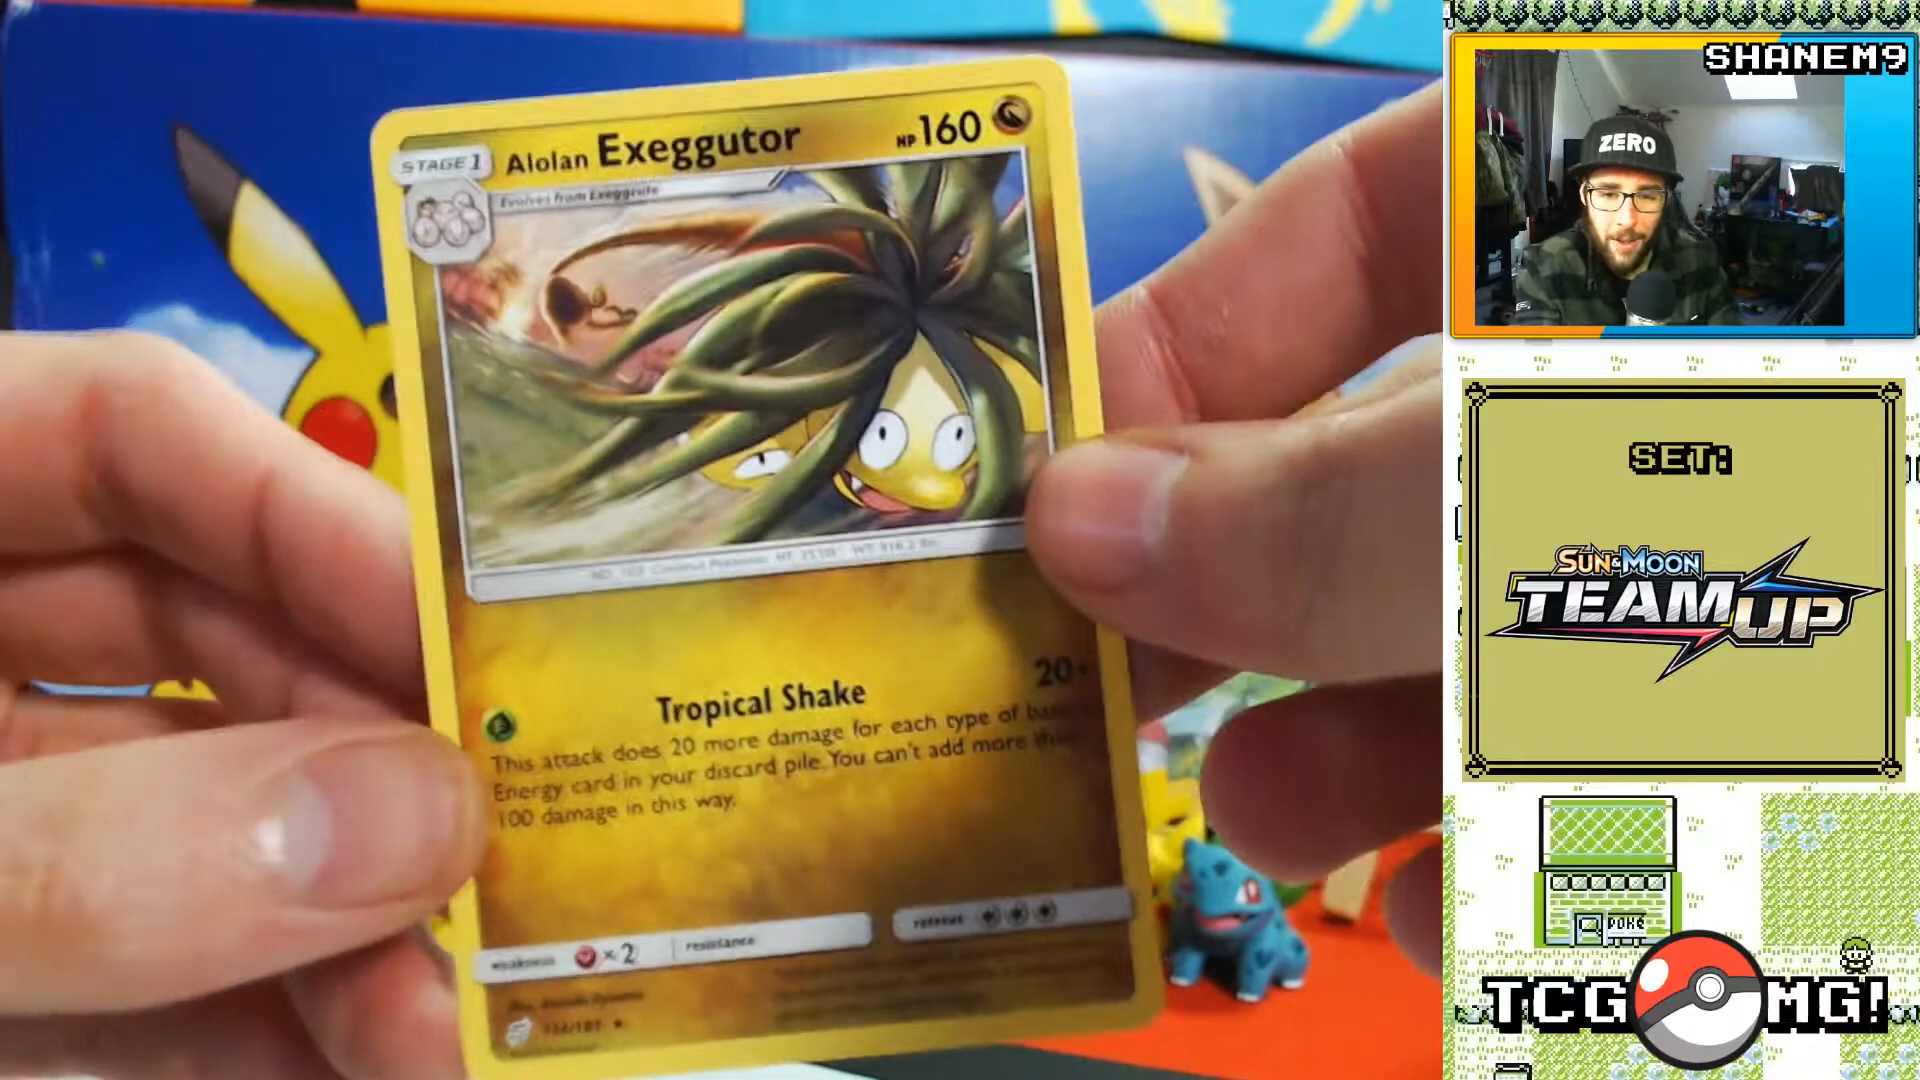 STAGE 1
Alolan Exeggutor
HP 160
Evolves from Exeggcute
Tropical Shake
20+
This attack does 20 more damage for each type of
Energy card in your discard pile. You can't add more than
100 damage in this way.
weakness
× 2
resistance
retreat
SHANEM9
ZERO
SET:
SUN & MOON
TEAM UP
POKé
TCG OMG!